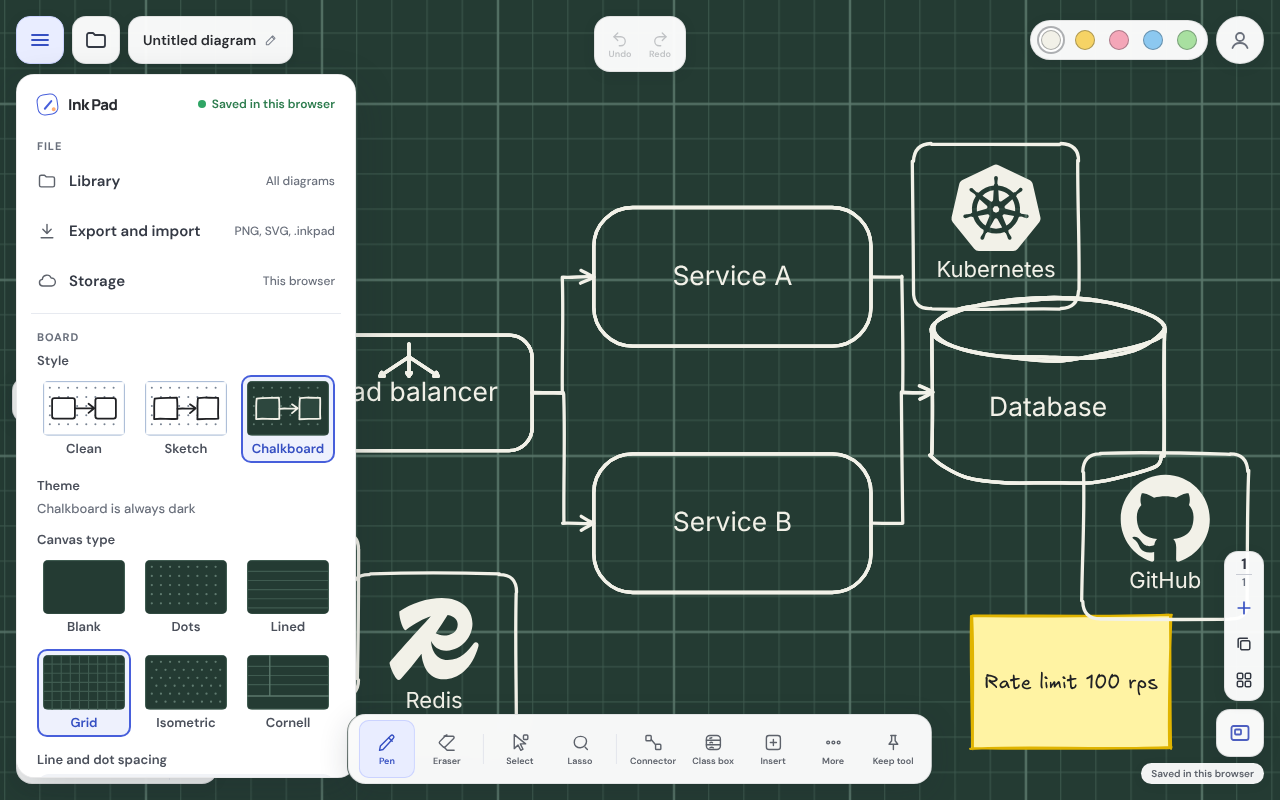 Untitled diagram
Undo
Redo
InkPad
Saved in this browser
FILE
Library
All diagrams
Export and import
PNG, SVG, .inkpad
Storage
This browser
BOARD
Style
Clean
Sketch
Chalkboard
Theme
Chalkboard is always dark
Canvas type
Blank
Dots
Lined
Grid
Isometric
Cornell
Line and dot spacing
ad balancer
Service A
Service B
Kubernetes
Database
GitHub
Redis
Rate limit 100 rps
1
1
Pen
Eraser
Select
Lasso
Connector
Class box
Insert
More
Keep tool
Saved in this browser